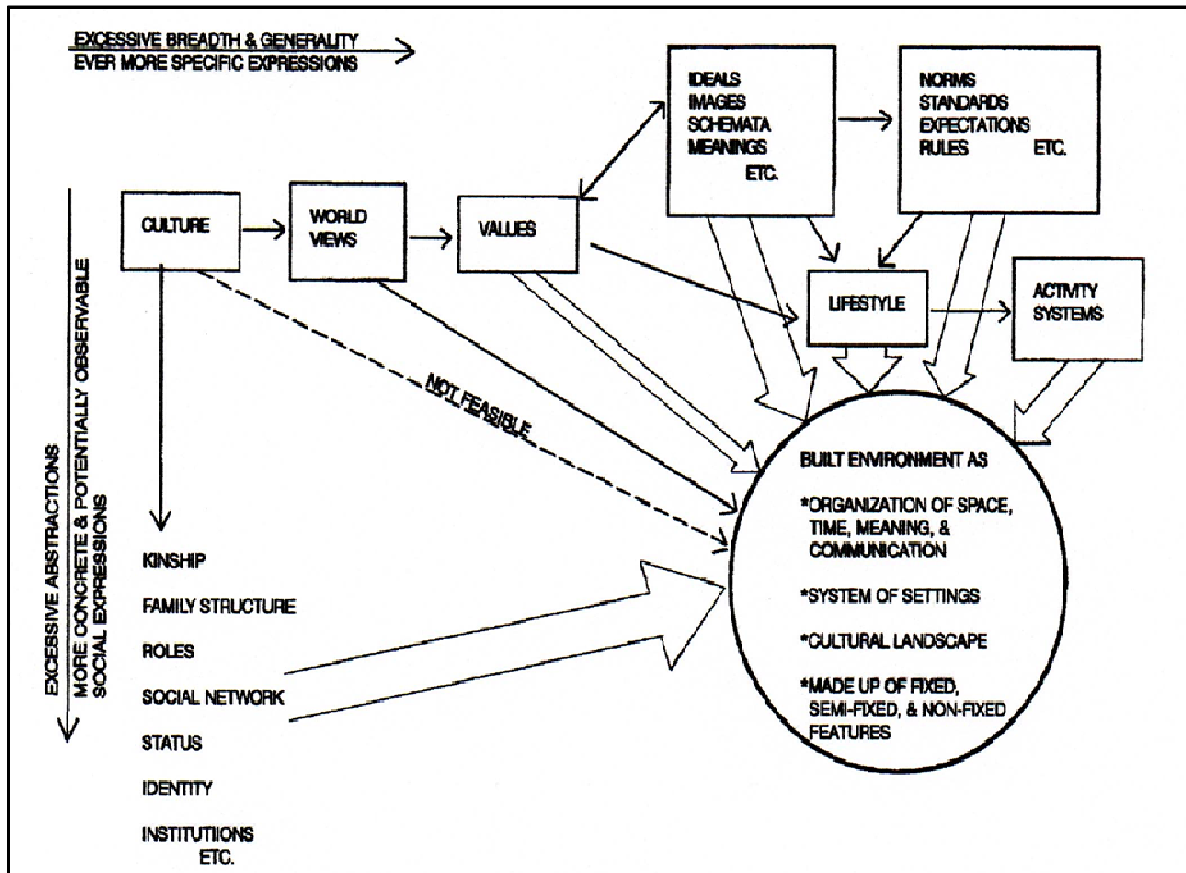 EXCESSIVE BREADTH & GENERALITY
EVER MORE SPECIFIC EXPRESSIONS
IDEALS
IMAGES
SCHEMATA
MEANINGS
ETC.
NORMS
STANDARDS
EXPECTATIONS
RULES ETC.
CULTURE
WORLD
VIEWS
VALUES
LIFESTYLE
ACTIVITY
SYSTEMS
NOT FEASIBLE
EXCESSIVE ABSTRACTIONS
MORE CONCRETE & POTENTIALLY OBSERVABLE
SOCIAL EXPRESSIONS
KINSHIP
FAMILY STRUCTURE
ROLES
SOCIAL NETWORK
STATUS
IDENTITY
INSTITUTIIONS
ETC.
BUILT ENVIRONMENT AS
*ORGANIZATION OF SPACE,
TIME, MEANING, &
COMMUNICATION
*SYSTEM OF SETTINGS
*CULTURAL LANDSCAPE
*MADE UP OF FIXED,
SEMI-FIXED, & NON-FIXED
FEATURES